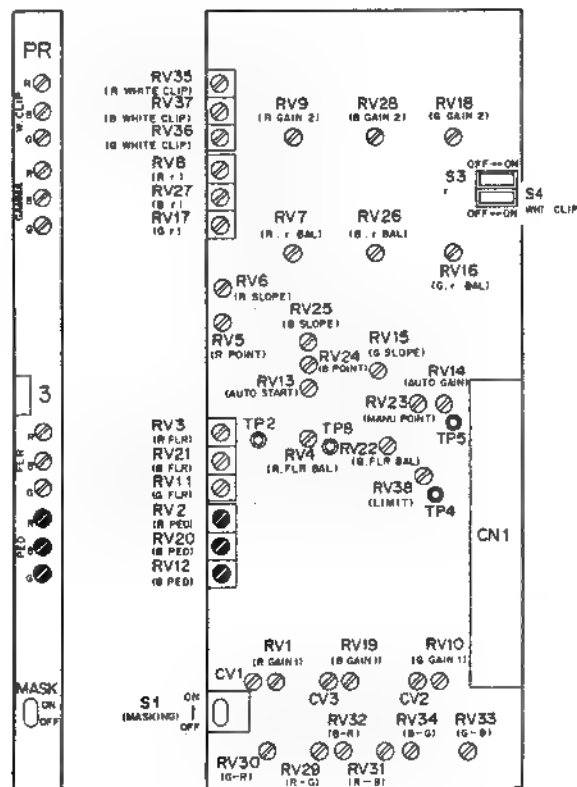 PR
R
B
G
W.CLIP
R
B
G
GAMMA
3
R
B
G
FLR
R
B
G
PED
MASK
ON
OFF
RV35
(R WHITE CLIP)
RV37
(B WHITE CLIP)
RV36
(G WHITE CLIP)
RV8
(R r)
RV27
(B r)
RV17
(G r)
RV9
(R GAIN 2)
RV28
(B GAIN 2)
RV18
(G GAIN 2)
OFF↔ON
S3
r
S4
WHT CLIP
OFF↔ON
RV7
(R.r BAL)
RV26
(B.r BAL)
RV16
(G.r BAL)
RV6
(R SLOPE)
RV25
(B SLOPE)
RV5
(R POINT)
RV24
(B POINT)
RV15
(G SLOPE)
RV13
(AUTO START)
RV14
(AUTO GAIN)
RV23
(MANU POINT)
RV3
(R FLR)
TP2
TP8
TP5
RV21
(B FLR)
RV4
(R.FLR BAL)
RV22
(B.FLR BAL)
RV11
(G FLR)
RV38
(LIMIT)
TP4
RV2
(R PED)
RV20
(B PED)
CN1
RV12
RV1
(R GAIN 1)
RV19
(B GAIN 1)
RV10
(G GAIN 1)
CV1
CV3
CV2
S1
(MASKING)
ON
OFF
RV32
(B-R)
RV34
(B-G)
RV33
(G-B)
RV30
(G-R)
RV29
(R-G)
RV31
(R-B)